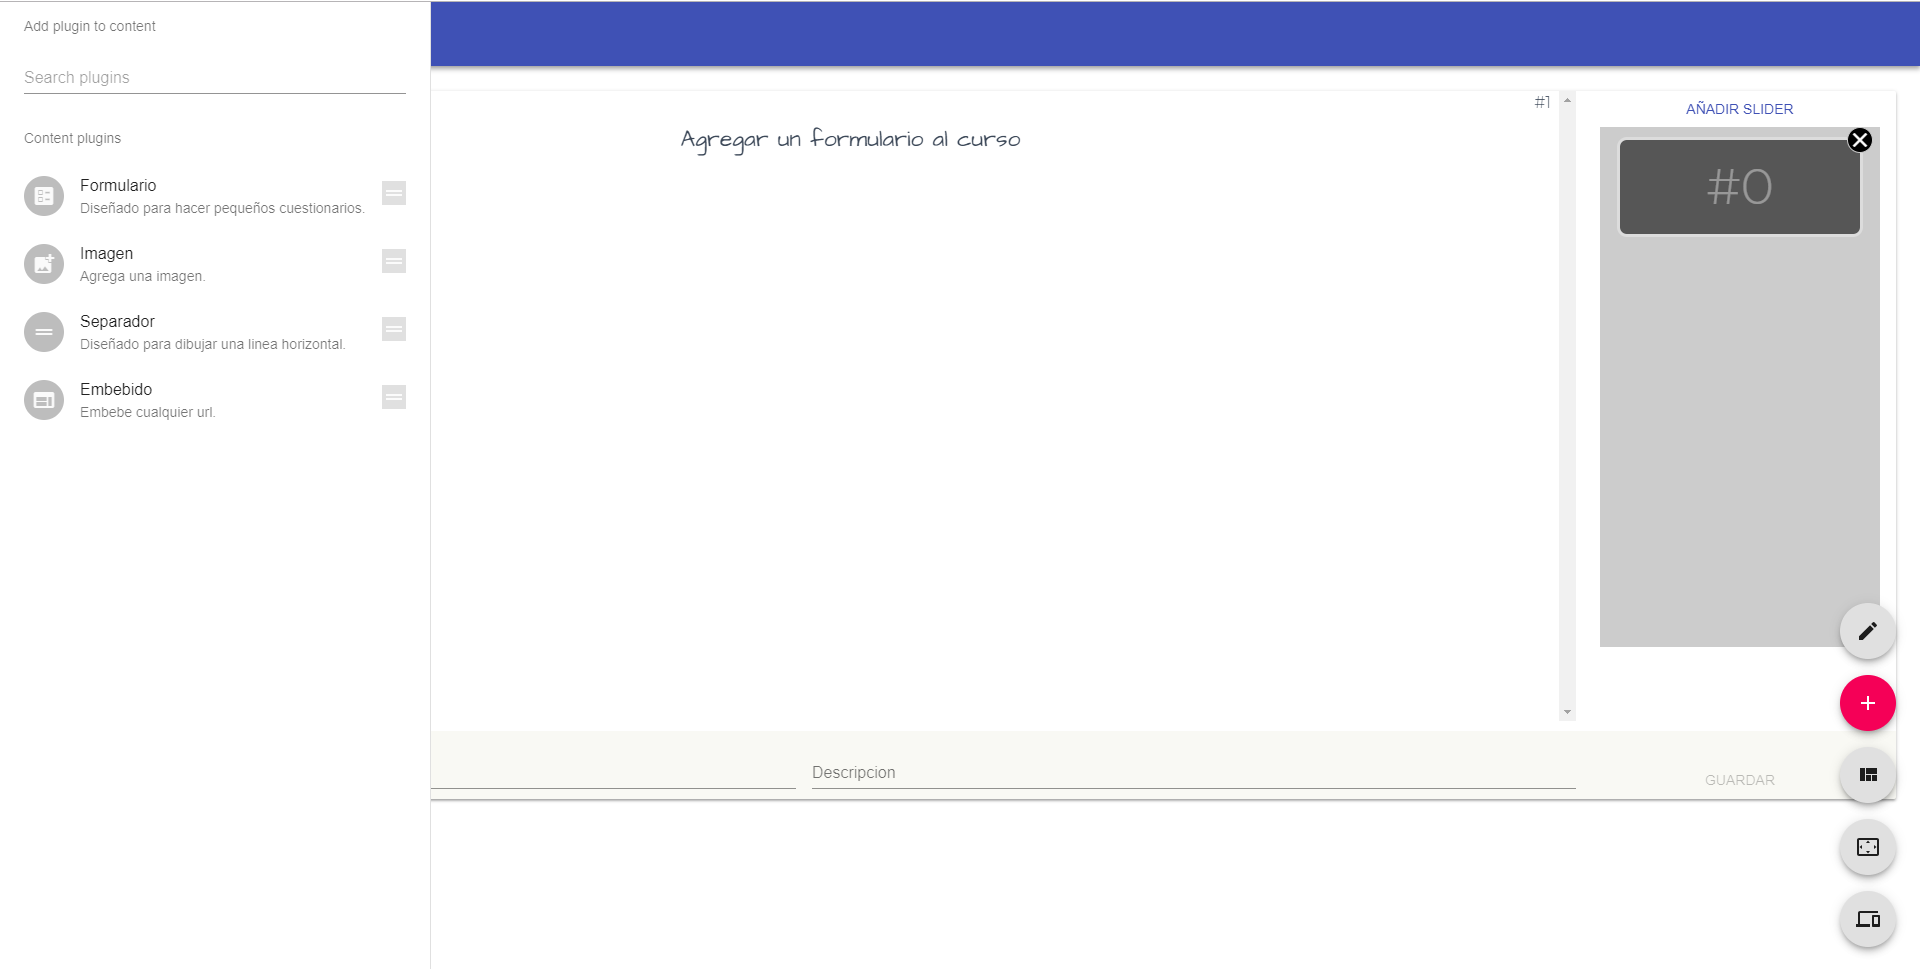 Add plugin to content
Search plugins
Content plugins
Formulario
Diseñado para hacer pequeños cuestionarios.
Imagen
Agrega una imagen.
Separador
Diseñado para dibujar una linea horizontal.
Embebido
Embebe cualquier url.
#1
Agregar un formulario al curso
AÑADIR SLIDER
#0
Descripcion
GUARDAR